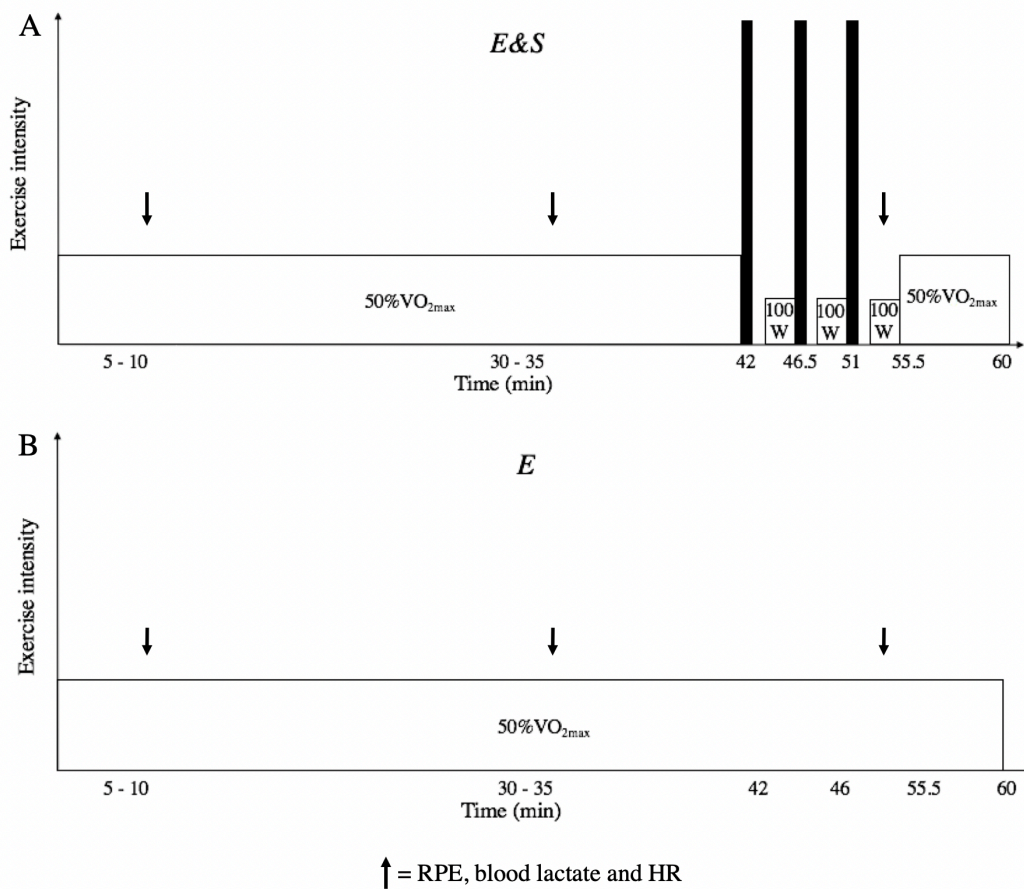 A
E&S
Exercise intensity
50%VO2max
100 W
100 W
100 W
50%VO2max
5 - 10
30 - 35
42
46.5
51
55.5
60
Time (min)
B
E
Exercise intensity
50%VO2max
5 - 10
30 - 35
42
46
55.5
60
Time (min)
= RPE, blood lactate and HR